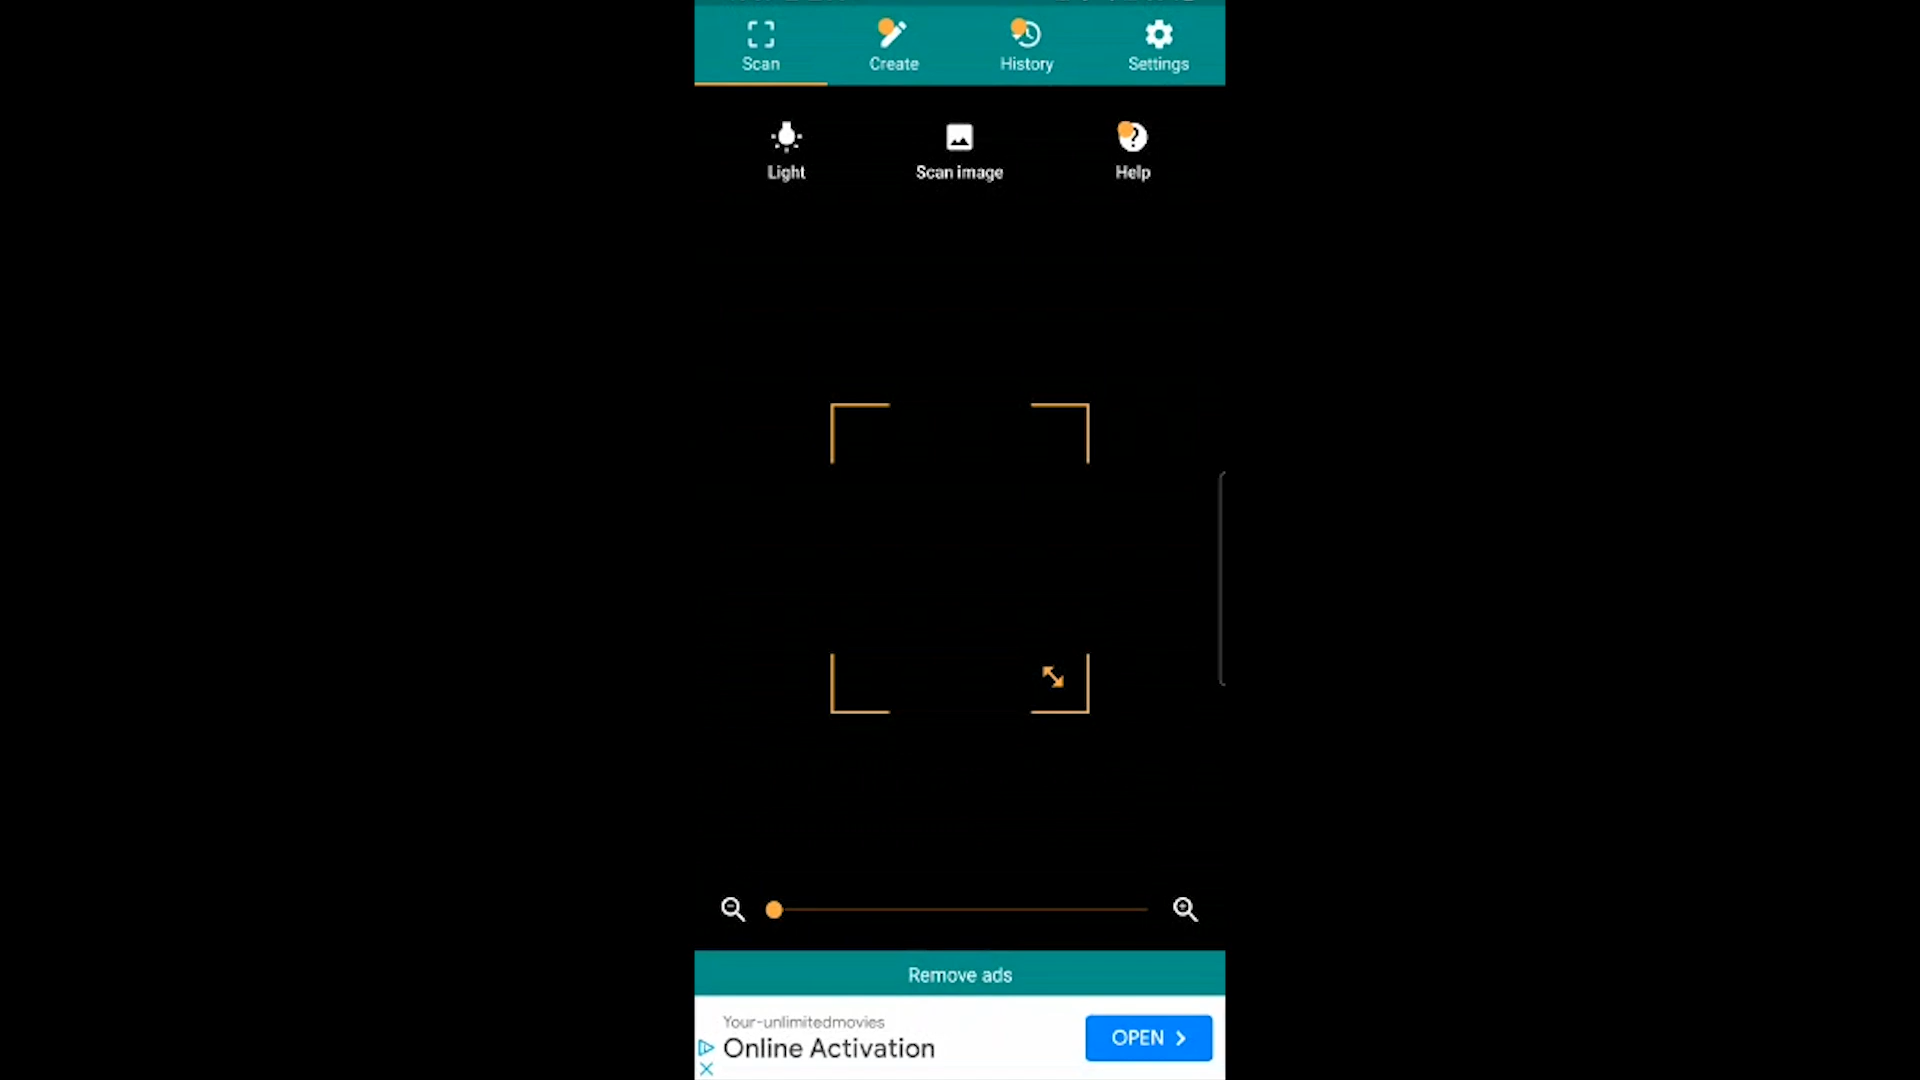 Scan
Create
History
Settings
Light
Scan image
Help
Remove ads
Your-unlimitedmovies
Online Activation
OPEN